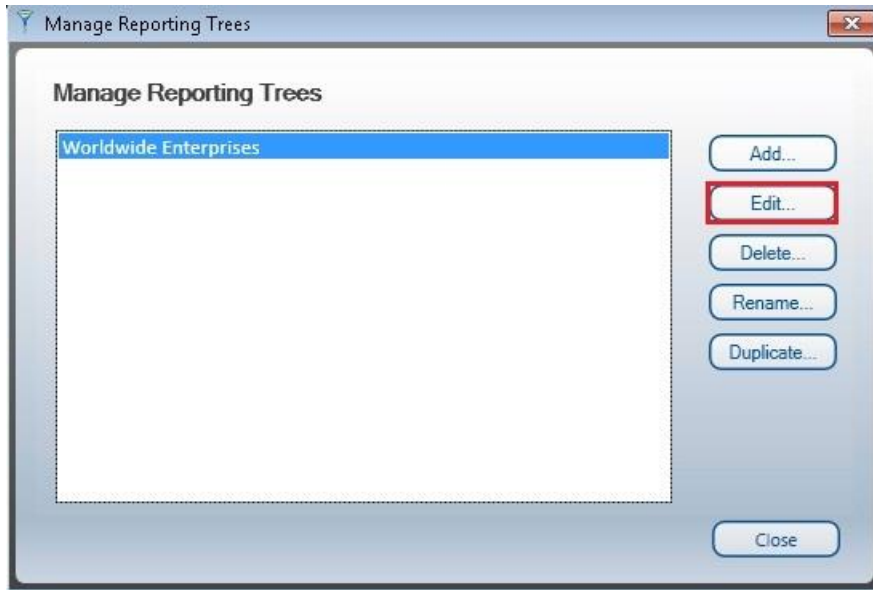 Manage Reporting Trees
Manage Reporting Trees
Worldwide Enterprises
Add...
Edit...
Delete...
Rename...
Duplicate...
Close